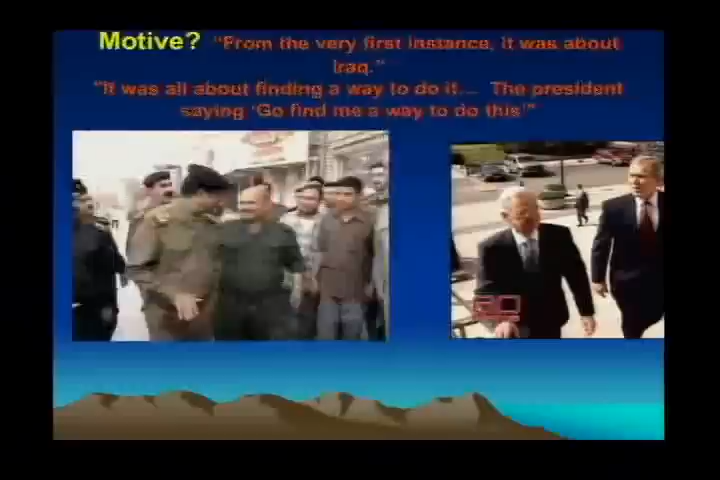 Motive? "From the very first instance, it was about
Iraq."
"It was all about finding a way to do it... The president
saying 'Go find me a way to do this'"
60